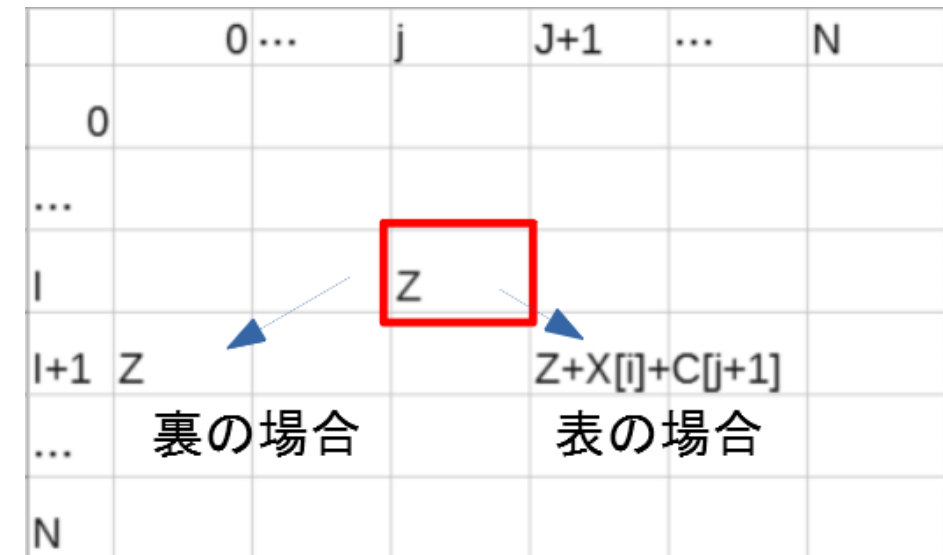 0 … j J+1 … N
0
…
I Z
I+1 Z Z+X[i]+C[j+1]
… 裏の場合 表の場合
N